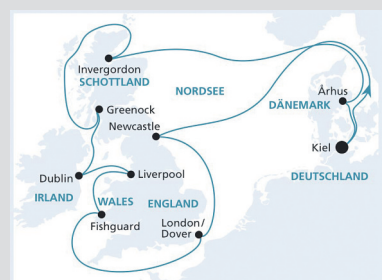 Invergordon
SCHOTTLAND
NORDSEE
Greenock
Newcastle
Århus
DÄNEMARK
Kiel
DEUTSCHLAND
Dublin
Liverpool
IRLAND
WALES
ENGLAND
Fishguard
London/
Dover